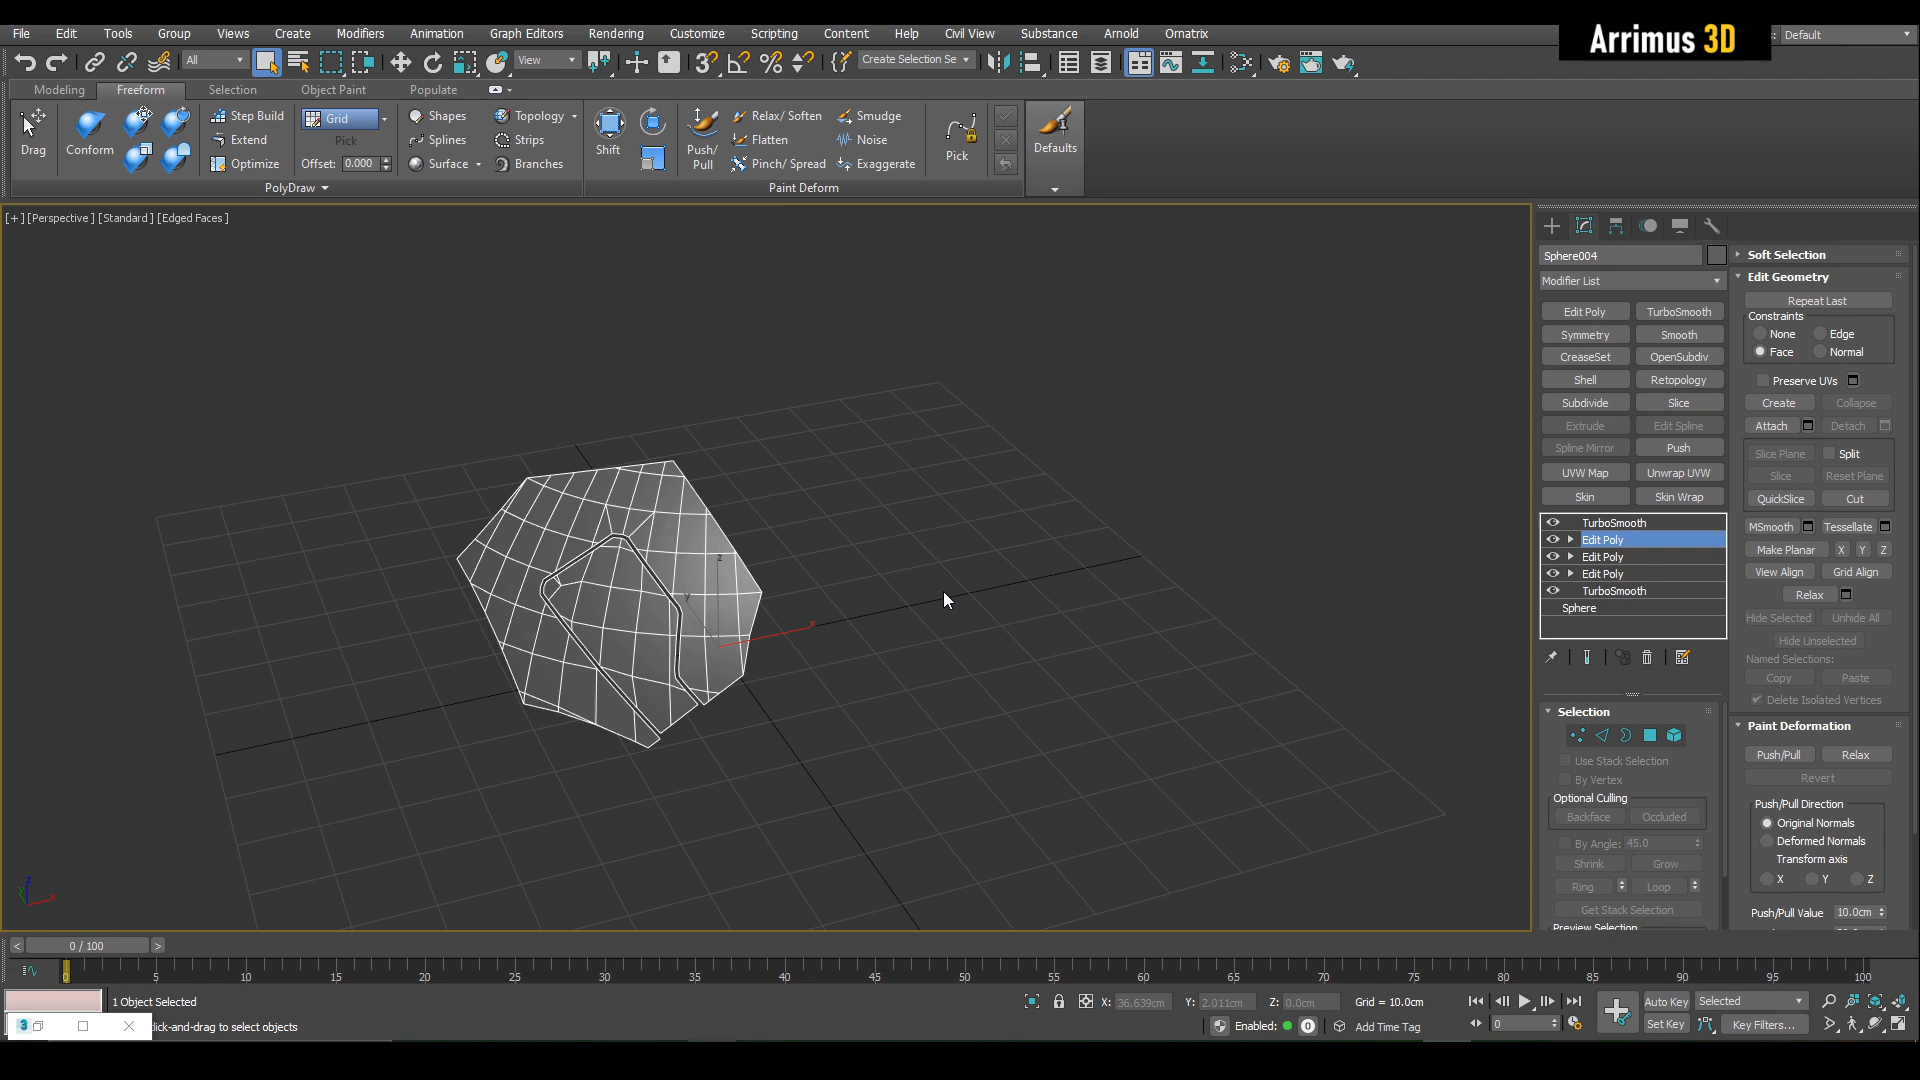 File Edit Tools Group Views Create Modifiers Animation Graph Editors Rendering Customize Scripting Content Help Civil View Substance Arnold Ornatrix
Arrimus 3D
: Default
All
View
Create Selection Se
Modeling Freeform Selection Object Paint Populate
Drag
Conform
Step Build
Extend
Optimize
Grid
Pick
Offset: 0.000
Shapes
Splines
Surface
Topology
Strips
Branches
Shift
Push/
Pull
Relax/ Soften
Flatten
Pinch/ Spread
Smudge
Noise
Exaggerate
Pick
Defaults
PolyDraw
Paint Deform
[+] [Perspective ] [Standard ] [Edged Faces ]
z
y
x
z
y
x
Sphere004
Modifier List
Edit Poly TurboSmooth
Symmetry Smooth
CreaseSet OpenSubdiv
Shell Retopology
Subdivide Slice
Extrude Edit Spline
Spline Mirror Push
UVW Map Unwrap UVW
Skin Skin Wrap
TurboSmooth
Edit Poly
Edit Poly
Edit Poly
TurboSmooth
Sphere
Selection
Use Stack Selection
By Vertex
Optional Culling
Backface Occluded
By Angle: 45.0
Shrink Grow
Ring Loop
Get Stack Selection
Preview Selection
Soft Selection
Edit Geometry
Repeat Last
Constraints
None Edge
Face Normal
Preserve UVs
Create Collapse
Attach Detach
Slice Plane Split
Slice Reset Plane
QuickSlice Cut
MSmooth Tessellate
Make Planar X Y Z
View Align Grid Align
Relax
Hide Selected Unhide All
Hide Unselected
Named Selections:
Copy Paste
Delete Isolated Vertices
Paint Deformation
Push/Pull Relax
Revert
Push/Pull Direction
Original Normals
Deformed Normals
Transform axis
X Y Z
Push/Pull Value 10.0cm
< 0 / 100 >
0 5 10 15 20 25 30 35 40 45 50 55 60 65 70 75 80 85 90 95 100
1 Object Selected
X: 36.639cm Y: 2.011cm Z: 0.0cm Grid = 10.0cm
Auto Key Selected
3
lick-and-drag to select objects
Enabled: 0 Add Time Tag
0
Set Key Key Filters...